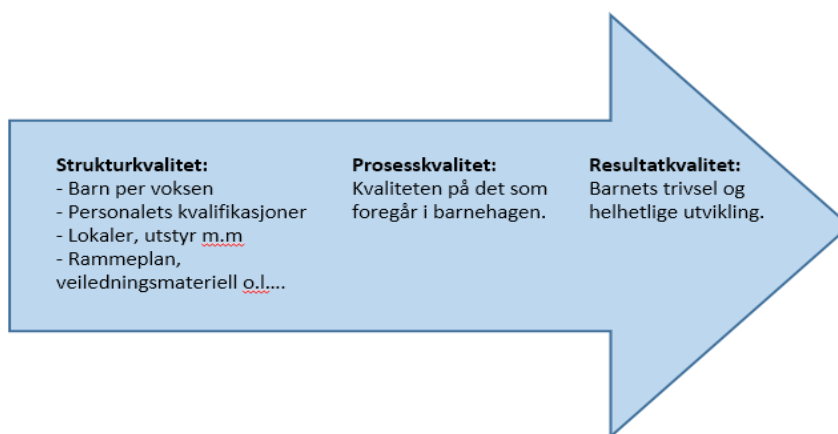 Strukturkvalitet:
- Barn per voksen
- Personalets kvalifikasjoner
- Lokaler, utstyr m.m
- Rammeplan,
veiledningsmateriell o.l....
Prosesskvalitet:
Kvaliteten på det som
foregår i barnehagen.
Resultatkvalitet:
Barnets trivsel og
helhetlige utvikling.